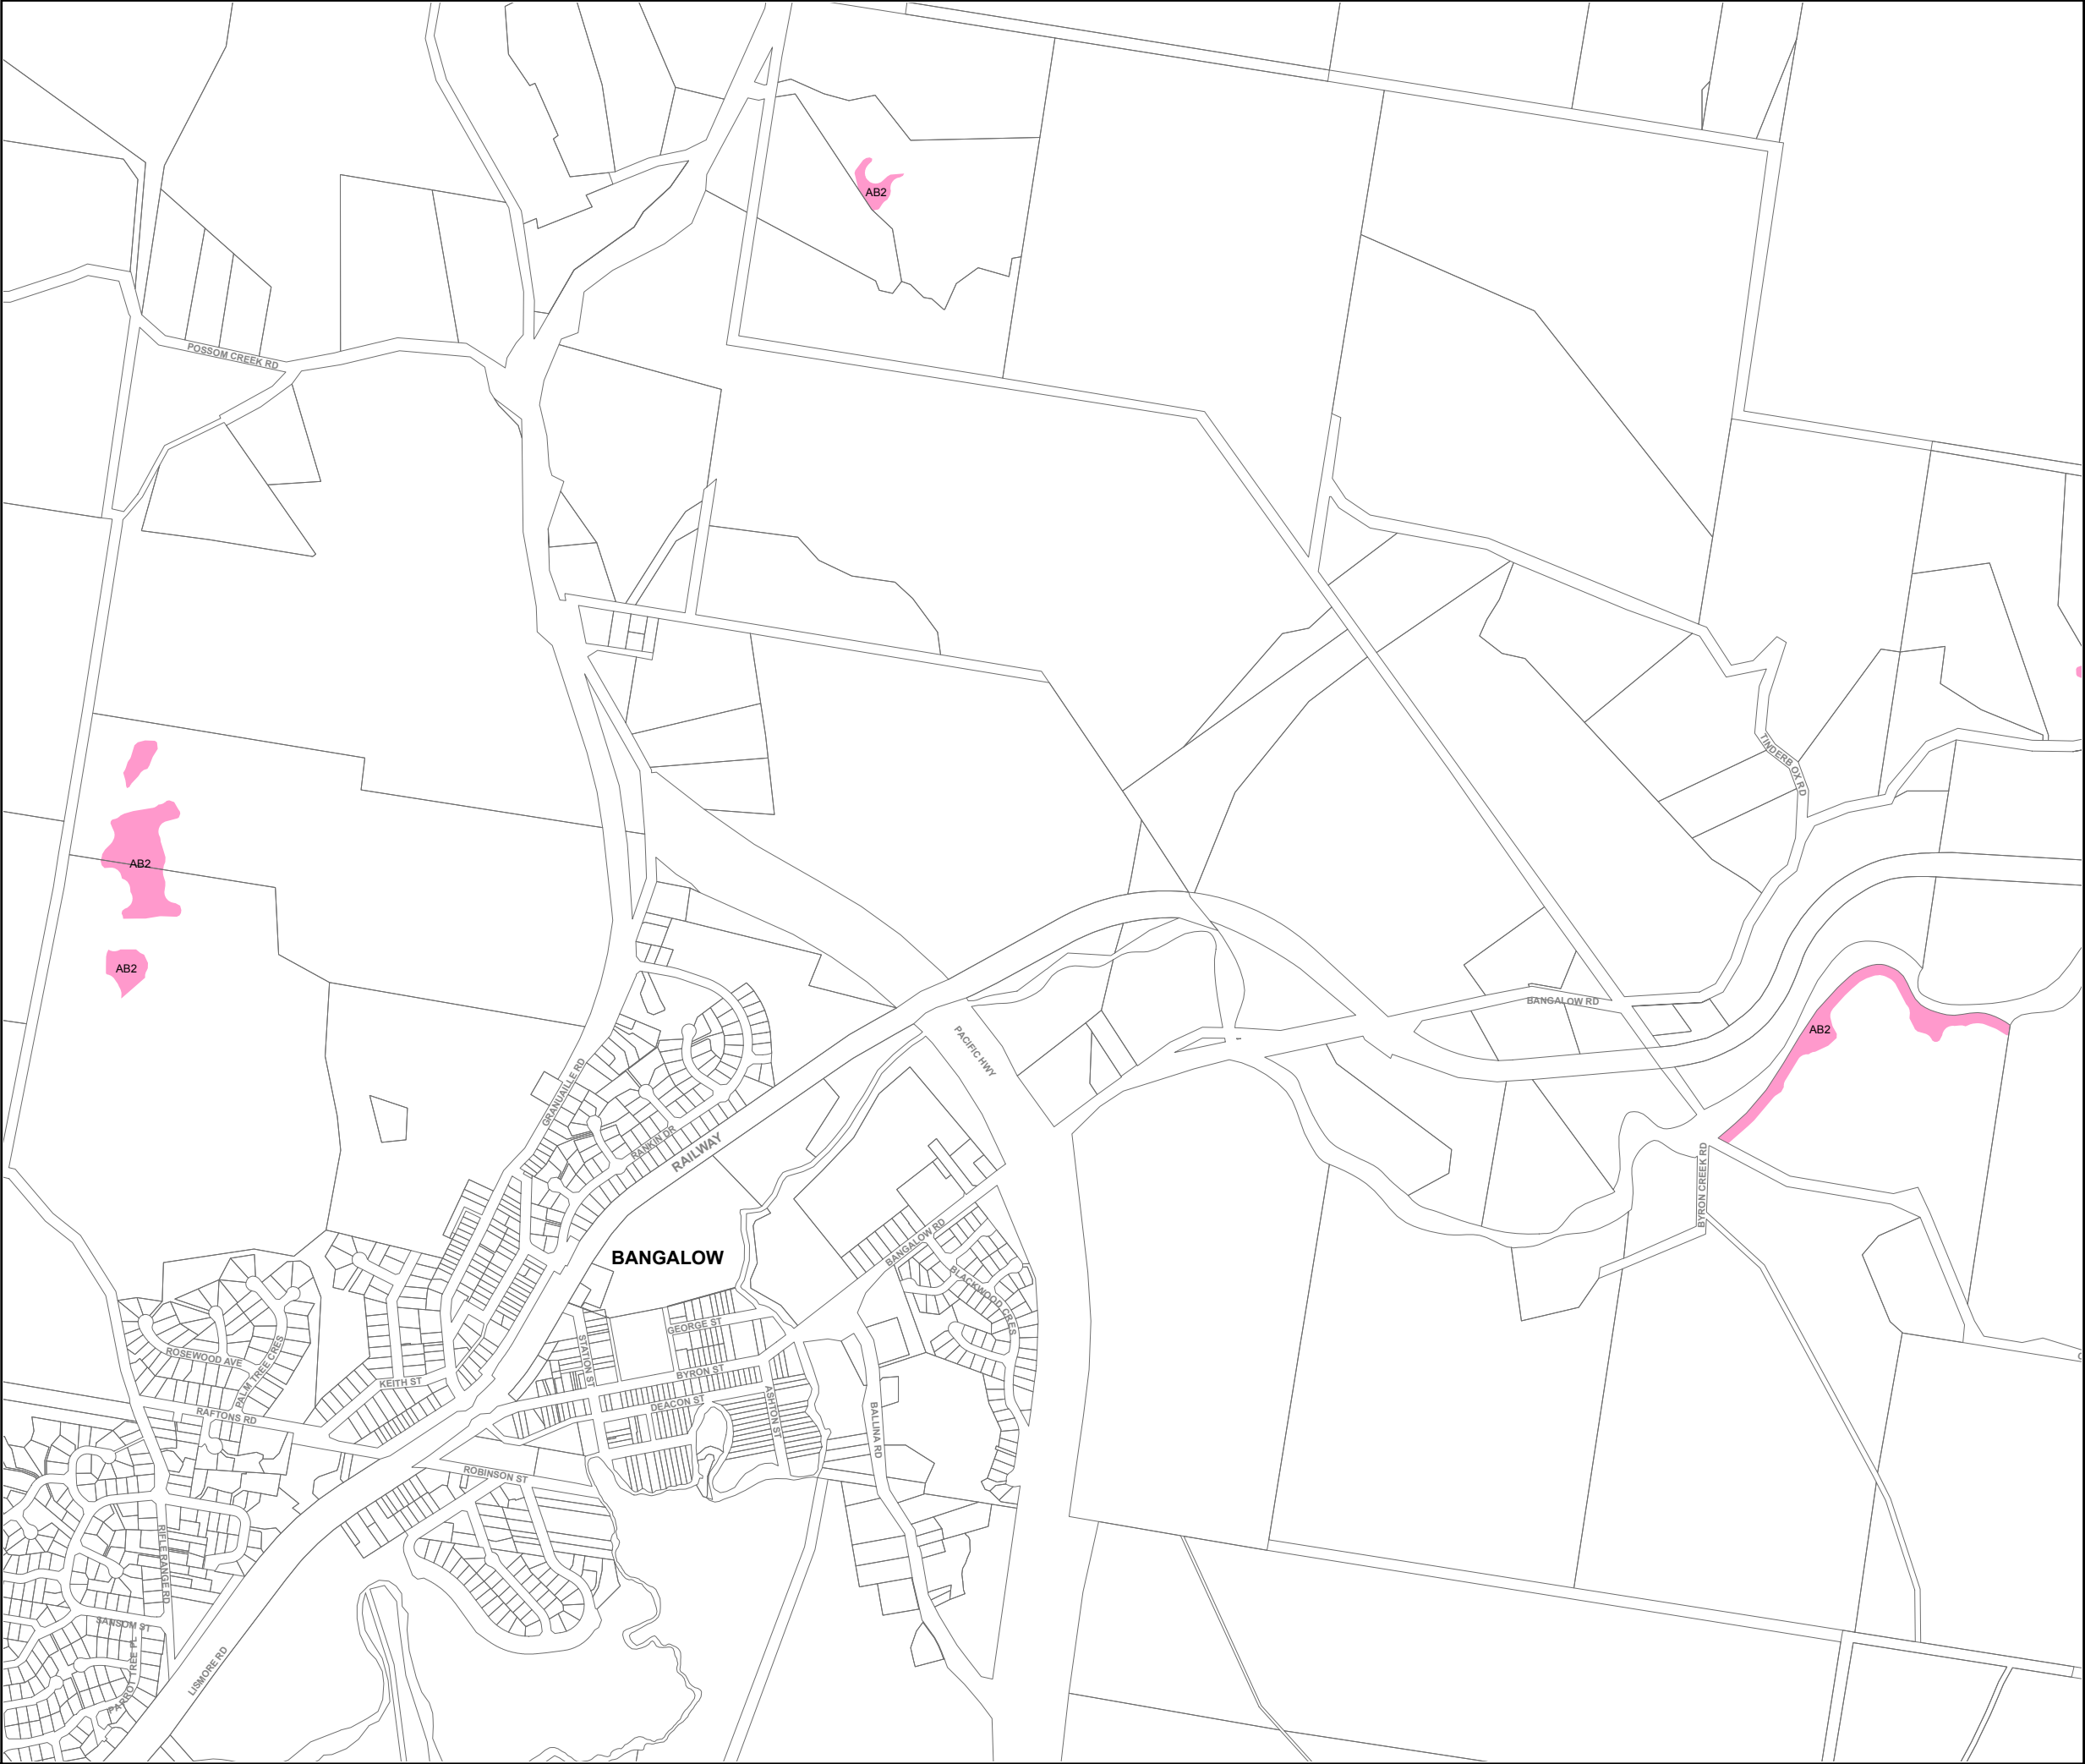 AB2
POSSOM CREEK RD
TINDERB OX RD
AB2
AB2
BANGALOW RD
AB2
PACIFIC HWY
GRANUAILLE RD
RANKIN DR
RAILWAY
BYRON CREEK RD
BANGALOW RD
BANGALOW
BLACKWOOD CRES
GEORGE ST
STATION ST
ROSEWOOD AVE
PALM TREE CRES
BYRON ST
KEITH ST
DEACON ST
ASHTON ST
RAFTONS RD
BALLINA RD
ROBINSON ST
RIFLE RANGE RD
SANSOM ST
PARROT TREE PL
LISMORE RD